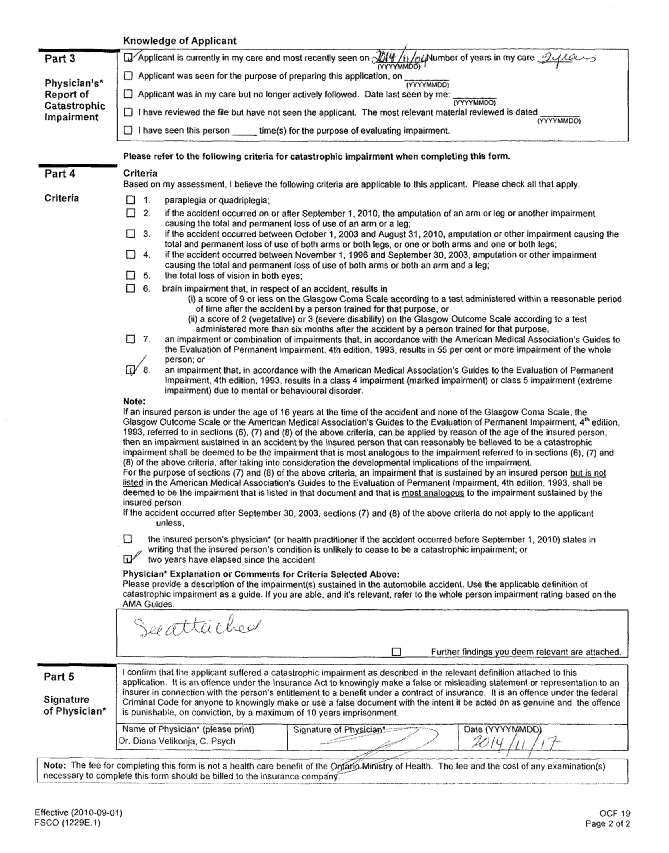 Knowledge of Applicant
Part 3
Physician's*
Report of
Catastrophic
Impairment
Applicant is currently in my care and most recently seen on 2014/11/04 Number of years in my care 2 years
(YYYYMMDD)
Applicant was seen for the purpose of preparing this application, on
(YYYYMMDD)
Applicant was in my care but no longer actively followed. Date last seen by me:
(YYYYMMDD)
I have reviewed the file but have not seen the applicant. The most relevant material reviewed is dated
(YYYYMMDD)
I have seen this person _____ time(s) for the purpose of evaluating impairment.
Please refer to the following criteria for catastrophic impairment when completing this form.
Part 4
Criteria
Criteria
Based on my assessment, I believe the following criteria are applicable to this applicant. Please check all that apply.
1. paraplegia or quadriplegia;
2. if the accident occurred on or after September 1, 2010, the amputation of an arm or leg or another impairment
causing the total and permanent loss of use of an arm or a leg;
3. if the accident occurred between October 1, 2003 and August 31, 2010, amputation or other impairment causing the
total and permanent loss of use of both arms or both legs, or one or both arms and one or both legs;
4. if the accident occurred between November 1, 1996 and September 30, 2003, amputation or other impairment
causing the total and permanent loss of use of both arms or both an arm and a leg;
5. the total loss of vision in both eyes;
6. brain impairment that, in respect of an accident, results in
(i) a score of 9 or less on the Glasgow Coma Scale according to a test administered within a reasonable period
of time after the accident by a person trained for that purpose, or
(ii) a score of 2 (vegetative) or 3 (severe disability) on the Glasgow Outcome Scale according to a test
administered more than six months after the accident by a person trained for that purpose,
7. an impairment or combination of impairments that, in accordance with the American Medical Association's Guides to
the Evaluation of Permanent Impairment, 4th edition, 1993, results in 55 per cent or more impairment of the whole
person; or
8. an impairment that, in accordance with the American Medical Association's Guides to the Evaluation of Permanent
Impairment, 4th edition, 1993, results in a class 4 impairment (marked impairment) or class 5 impairment (extreme
impairment) due to mental or behavioural disorder.
Note:
If an insured person is under the age of 16 years at the time of the accident and none of the Glasgow Coma Scale, the
Glasgow Outcome Scale or the American Medical Association's Guides to the Evaluation of Permanent Impairment, 4th edition,
1993, referred to in sections (6), (7) and (8) of the above criteria, can be applied by reason of the age of the insured person,
then an impairment sustained in an accident by the insured person that can reasonably be believed to be a catastrophic
impairment shall be deemed to be the impairment that is most analogous to the impairment referred to in sections (6), (7) and
(8) of the above criteria, after taking into consideration the developmental implications of the impairment.
For the purpose of sections (7) and (8) of the above criteria, an impairment that is sustained by an insured person but is not
listed in the American Medical Association's Guides to the Evaluation of Permanent Impairment, 4th edition, 1993, shall be
deemed to be the impairment that is listed in that document and that is most analogous to the impairment sustained by the
insured person.
If the accident occurred after September 30, 2003, sections (7) and (8) of the above criteria do not apply to the applicant
unless,
the insured person's physician* (or health practitioner if the accident occurred before September 1, 2010) states in
writing that the insured person's condition is unlikely to cease to be a catastrophic impairment; or
two years have elapsed since the accident
Physician* Explanation or Comments for Criteria Selected Above:
Please provide a description of the impairment(s) sustained in the automobile accident. Use the applicable definition of
catastrophic impairment as a guide. If you are able, and it's relevant, refer to the whole person impairment rating based on the
AMA Guides.
See attached
Further findings you deem relevant are attached.
Part 5
Signature
of Physician*
I confirm that the applicant suffered a catastrophic impairment as described in the relevant definition attached to this
application. It is an offence under the Insurance Act to knowingly make a false or misleading statement or representation to an
insurer in connection with the person's entitlement to a benefit under a contract of insurance. It is an offence under the federal
Criminal Code for anyone to knowingly make or use a false document with the intent it be acted on as genuine and the offence
is punishable, on conviction, by a maximum of 10 years imprisonment.
Name of Physician* (please print)
Dr. Diana Velikonja, C. Psych
Signature of Physician*
Date (YYYYMMDD)
2014/11/17
Note: The fee for completing this form is not a health care benefit of the Ontario Ministry of Health. The fee and the cost of any examination(s)
necessary to complete this form should be billed to the insurance company.
Effective (2010-09-01)
FSCO (1229E.1)
OCF 19
Page 2 of 2